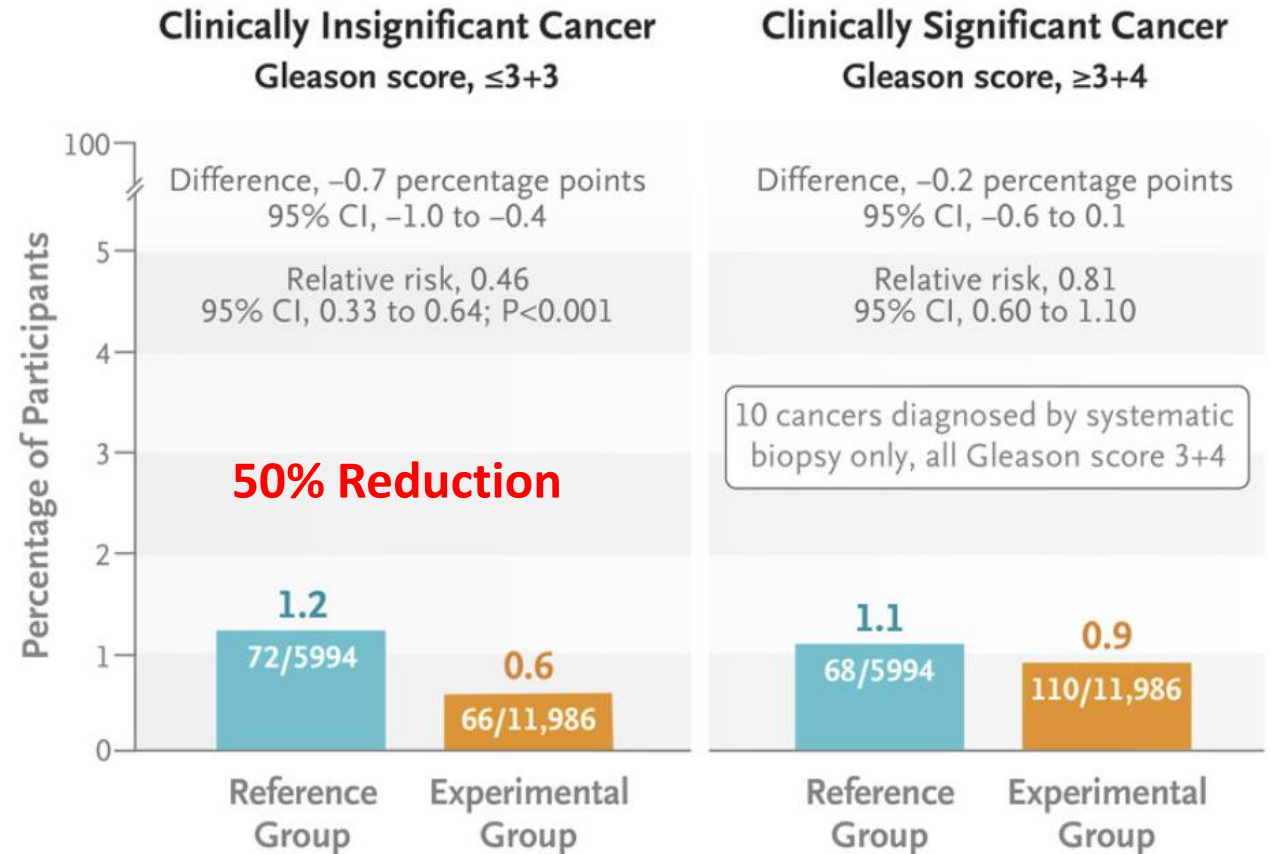 Clinically Insignificant Cancer
Gleason score, ≤3+3
Clinically Significant Cancer
Gleason score, ≥3+4
Percentage of Participants
100
5
4
3
2
1
0
Difference, –0.7 percentage points
95% CI, –1.0 to –0.4
Relative risk, 0.46
95% CI, 0.33 to 0.64; P<0.001
50% Reduction
1.2
72/5994
0.6
66/11,986
Reference
Group
Experimental
Group
Difference, –0.2 percentage points
95% CI, –0.6 to 0.1
Relative risk, 0.81
95% CI, 0.60 to 1.10
10 cancers diagnosed by systematic
biopsy only, all Gleason score 3+4
1.1
68/5994
0.9
110/11,986
Reference
Group
Experimental
Group